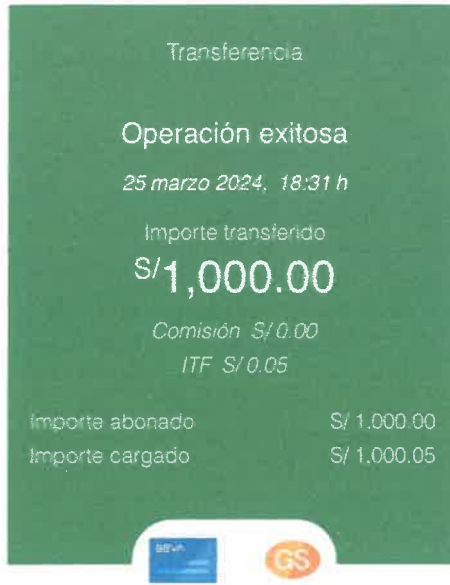 Transferencia
Operación exitosa
25 marzo 2024, 18:31 h
Importe transferido
S/1,000.00
Comisión S/ 0.00
ITF S/ 0.05
Importe abonado S/ 1,000.00
Importe cargado S/ 1,000.05
BBVA
GS